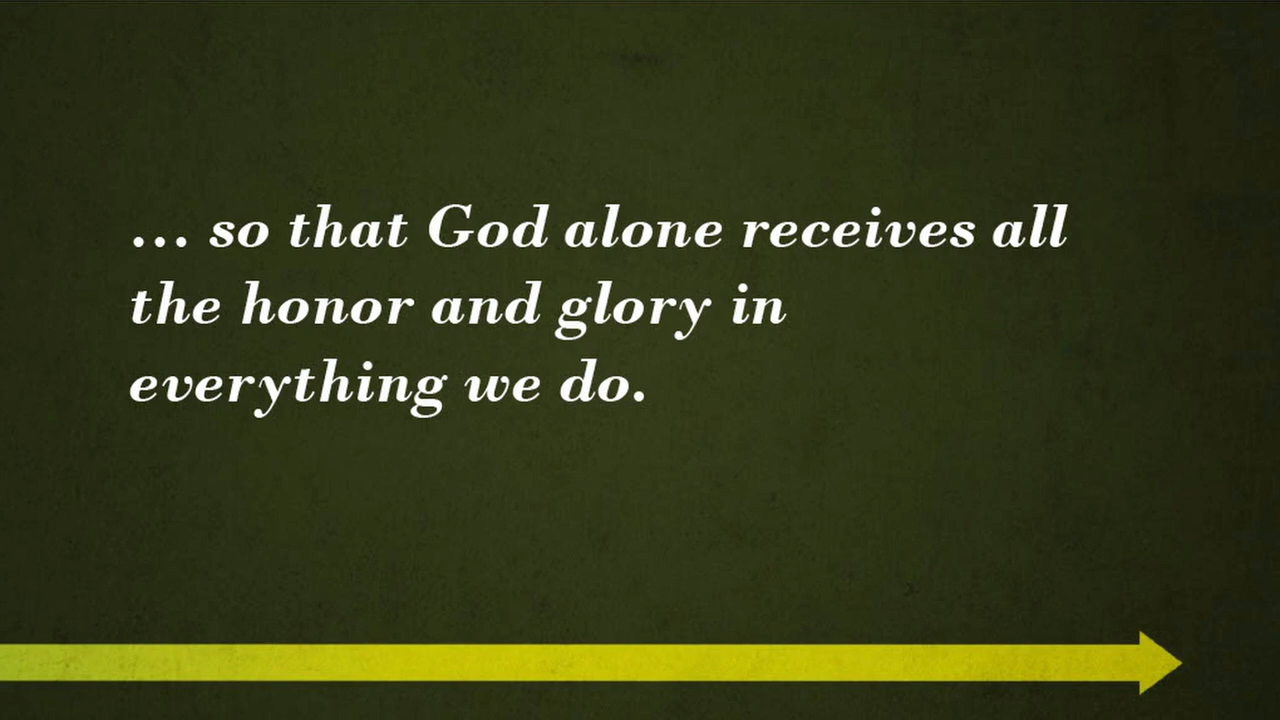 ... so that God alone receives all
the honor and glory in
everything we do.